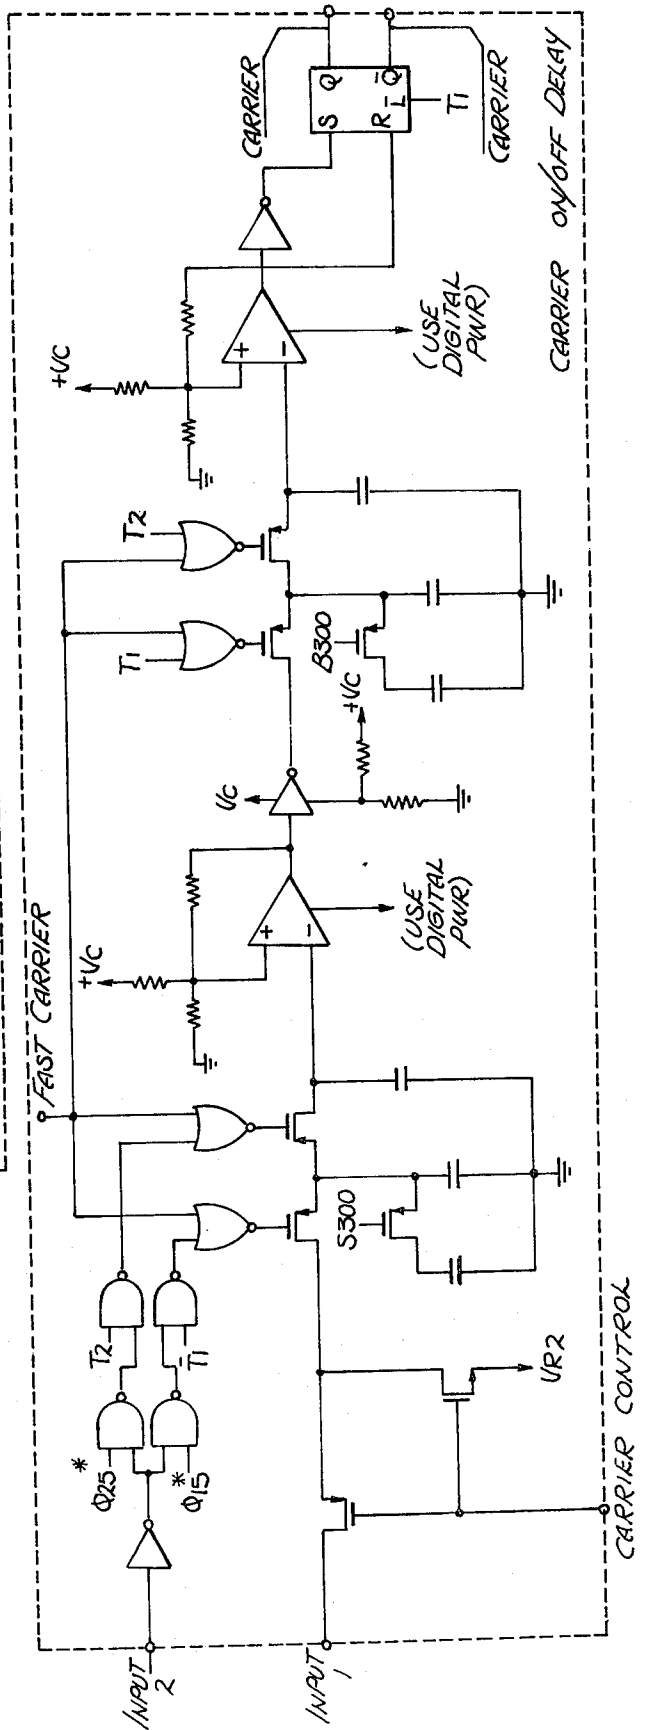 FAST CARRIER
INPUT
2
INPUT
1
*
Φ25
*
Φ15
T2
T̅1
S300
VR2
CARRIER CONTROL
+VC
+
−
(USE
DIGITAL
PWR)
VC
+VC
T1
T2
B300
+VC
+
−
(USE
DIGITAL
PWR)
CARRIER
S Q
R Q̅
L̅
T1
CARRIER
CARRIER ON/OFF DELAY